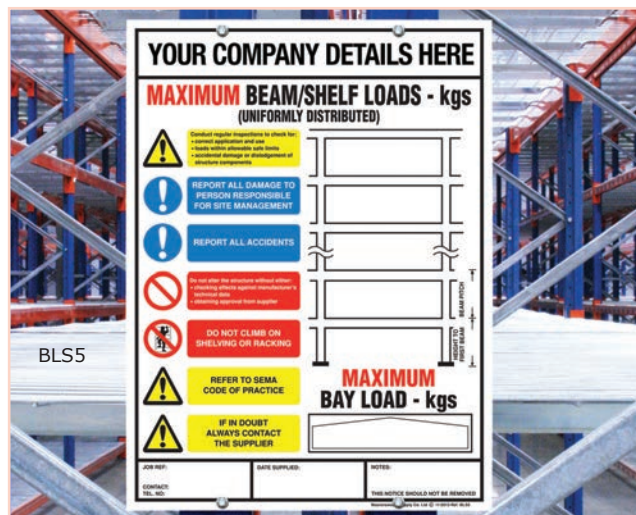 YOUR COMPANY DETAILS HERE
MAXIMUM BEAM/SHELF LOADS - kgs
(UNIFORMLY DISTRIBUTED)
Conduct regular inspections to check for:
• correct application and use
• loads within allowable safe limits
• accidental damage or dislodgement of
structure components
REPORT ALL DAMAGE TO
PERSON RESPONSIBLE
FOR SITE MANAGEMENT
REPORT ALL ACCIDENTS
Do not alter the structure without either:
• checking affects against manufacturer's
technical data
• obtaining approval from supplier
BEAM PITCH
DO NOT CLIMB ON
SHELVING OR RACKING
HEIGHT TO
FIRST BEAM
BLS5
REFER TO SEMA
CODE OF PRACTICE
MAXIMUM
BAY LOAD - kgs
IF IN DOUBT
ALWAYS CONTACT
THE SUPPLIER
JOB REF:
DATE SUPPLIED:
NOTES:
CONTACT:
TEL. NO:
THIS NOTICE SHOULD NOT BE REMOVED